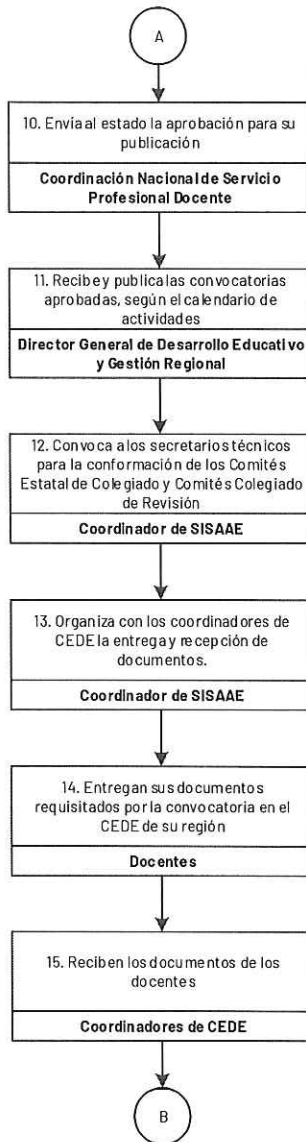 A
10. Envía al estado la aprobación para su
publicación
Coordinación Nacional de Servicio
Profesional Docente
11. Recibe y publica las convocatorias
aprobadas, según el calendario de
actividades
Director General de Desarrollo Educativo
y Gestión Regional
12. Convoca a los secretarios técnicos
para la conformación de los Comités
Estatal de Colegiado y Comités Colegiado
de Revisión
Coordinador de SISAAE
13. Organiza con los coordinadores de
CEDE la entrega y recepción de
documentos.
Coordinador de SISAAE
14. Entregan sus documentos
requisitados por la convocatoria en el
CEDE de su región
Docentes
15. Reciben los documentos de los
docentes
Coordinadores de CEDE
B